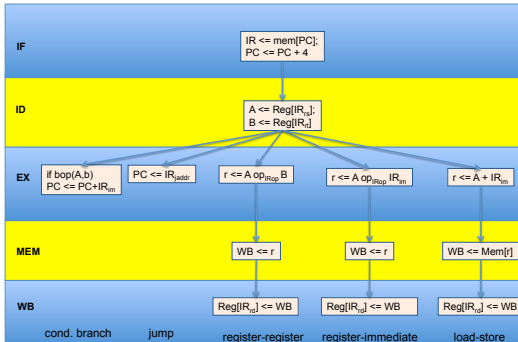 IF
IR <= mem[PC];
PC <= PC + 4
ID
A <= Reg[IRrs];
B <= Reg[IRrt]
EX
if bop(A,b)
PC <= PC+IRim
PC <= IRjaddr
r <= A opIRop B
r <= A opIRop IRim
r <= A + IRim
MEM
WB <= r
WB <= r
WB <= Mem[r]
WB
Reg[IRrd] <= WB
Reg[IRrd] <= WB
Reg[IRrd] <= WB
cond. branch
jump
register-register
register-immediate
load-store